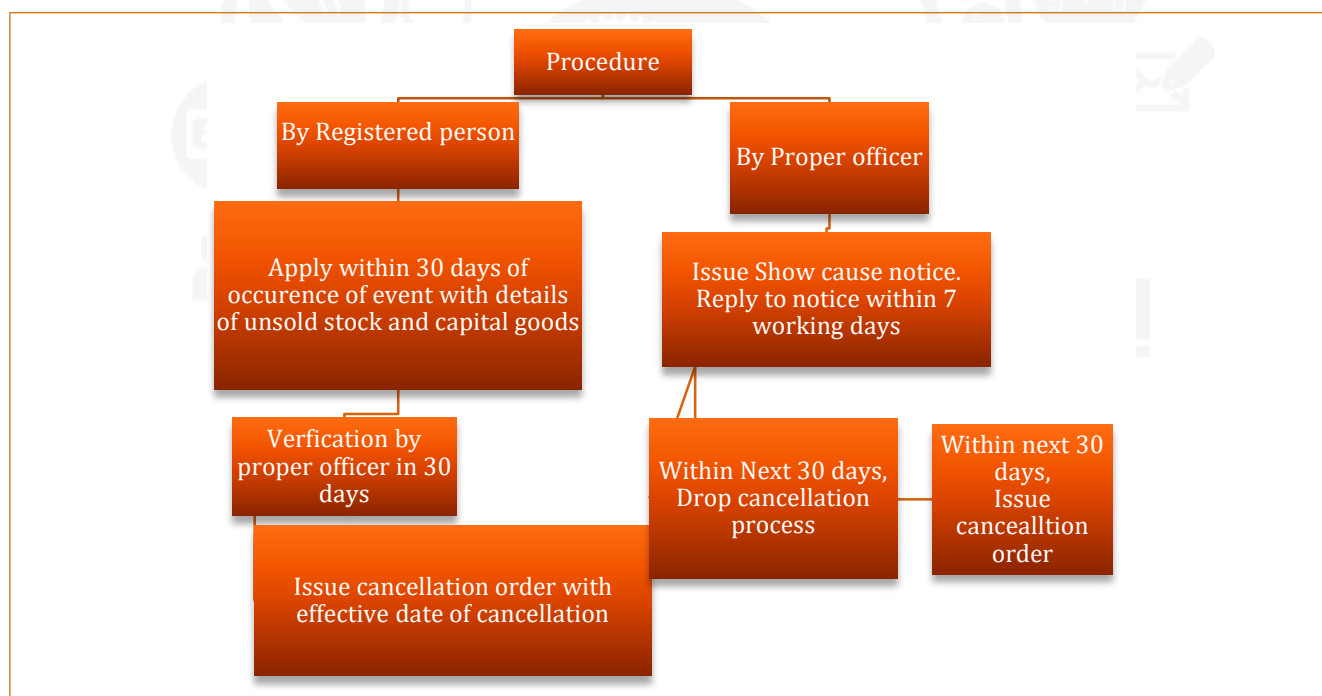 Procedure
By Registered person
By Proper officer
Apply within 30 days of
occurence of event with details
of unsold stock and capital goods
Issue Show cause notice.
Reply to notice within 7
working days
Verfication by
proper officer in 30
days
Within Next 30 days,
Drop cancellation
process
Within next 30
days,
Issue
cancealltion
order
Issue cancellation order with
effective date of cancellation